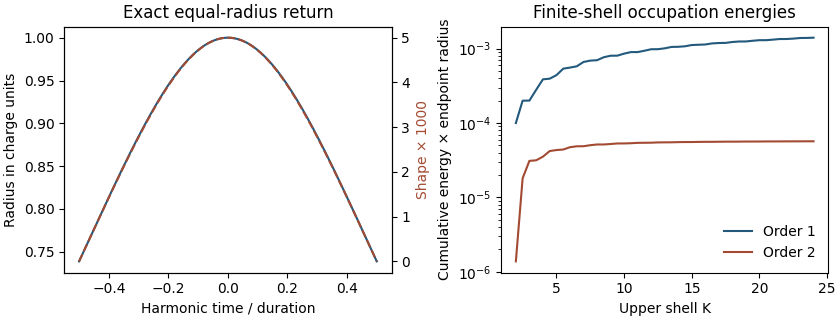 Exact equal-radius return
Radius in charge units
1.00
0.95
0.90
0.85
0.80
0.75
−0.4
−0.2
0.0
0.2
0.4
Harmonic time / duration
5
4
3
2
1
0
Shape × 1000
Finite-shell occupation energies
Cumulative energy × endpoint radius
10⁻³
10⁻⁴
10⁻⁵
10⁻⁶
5
10
15
20
25
Upper shell K
Order 1
Order 2